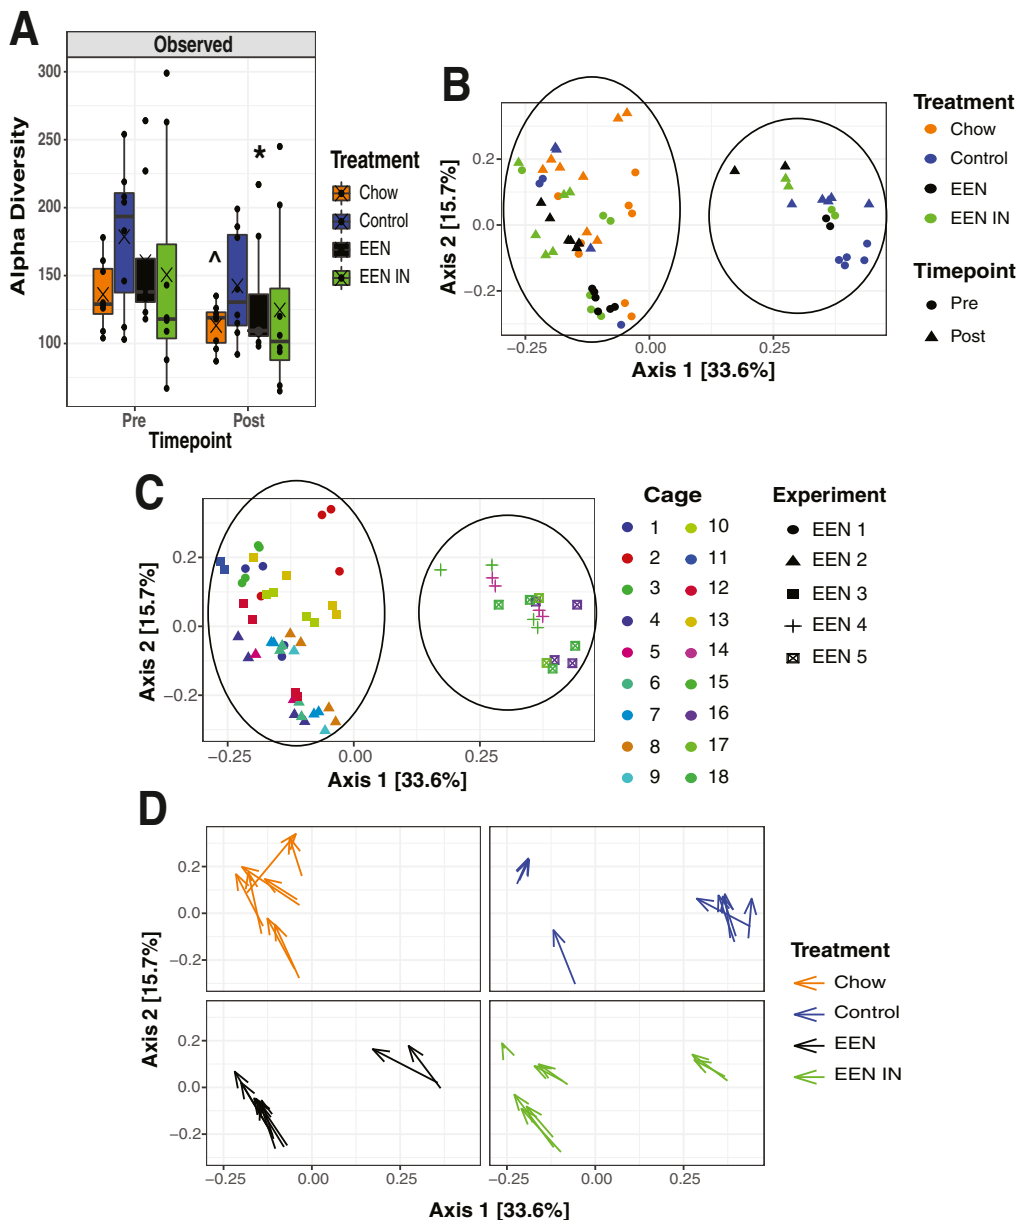 A
Observed
300
250
200
150
100
Alpha Diversity
*
^
Pre
Post
Timepoint
Treatment
Chow
Control
EEN
EEN IN
B
0.2
0.0
−0.2
Axis 2 [15.7%]
−0.25
0.00
0.25
Axis 1 [33.6%]
Treatment
Chow
Control
EEN
EEN IN
Timepoint
Pre
Post
C
0.2
0.0
−0.2
Axis 2 [15.7%]
−0.25
0.00
0.25
Axis 1 [33.6%]
Cage
1
2
3
4
5
6
7
8
9
10
11
12
13
14
15
16
17
18
Experiment
EEN 1
EEN 2
EEN 3
EEN 4
EEN 5
D
0.2
0.0
−0.2
0.2
0.0
−0.2
Axis 2 [15.7%]
−0.25
0.00
0.25
−0.25
0.00
0.25
Axis 1 [33.6%]
Treatment
Chow
Control
EEN
EEN IN